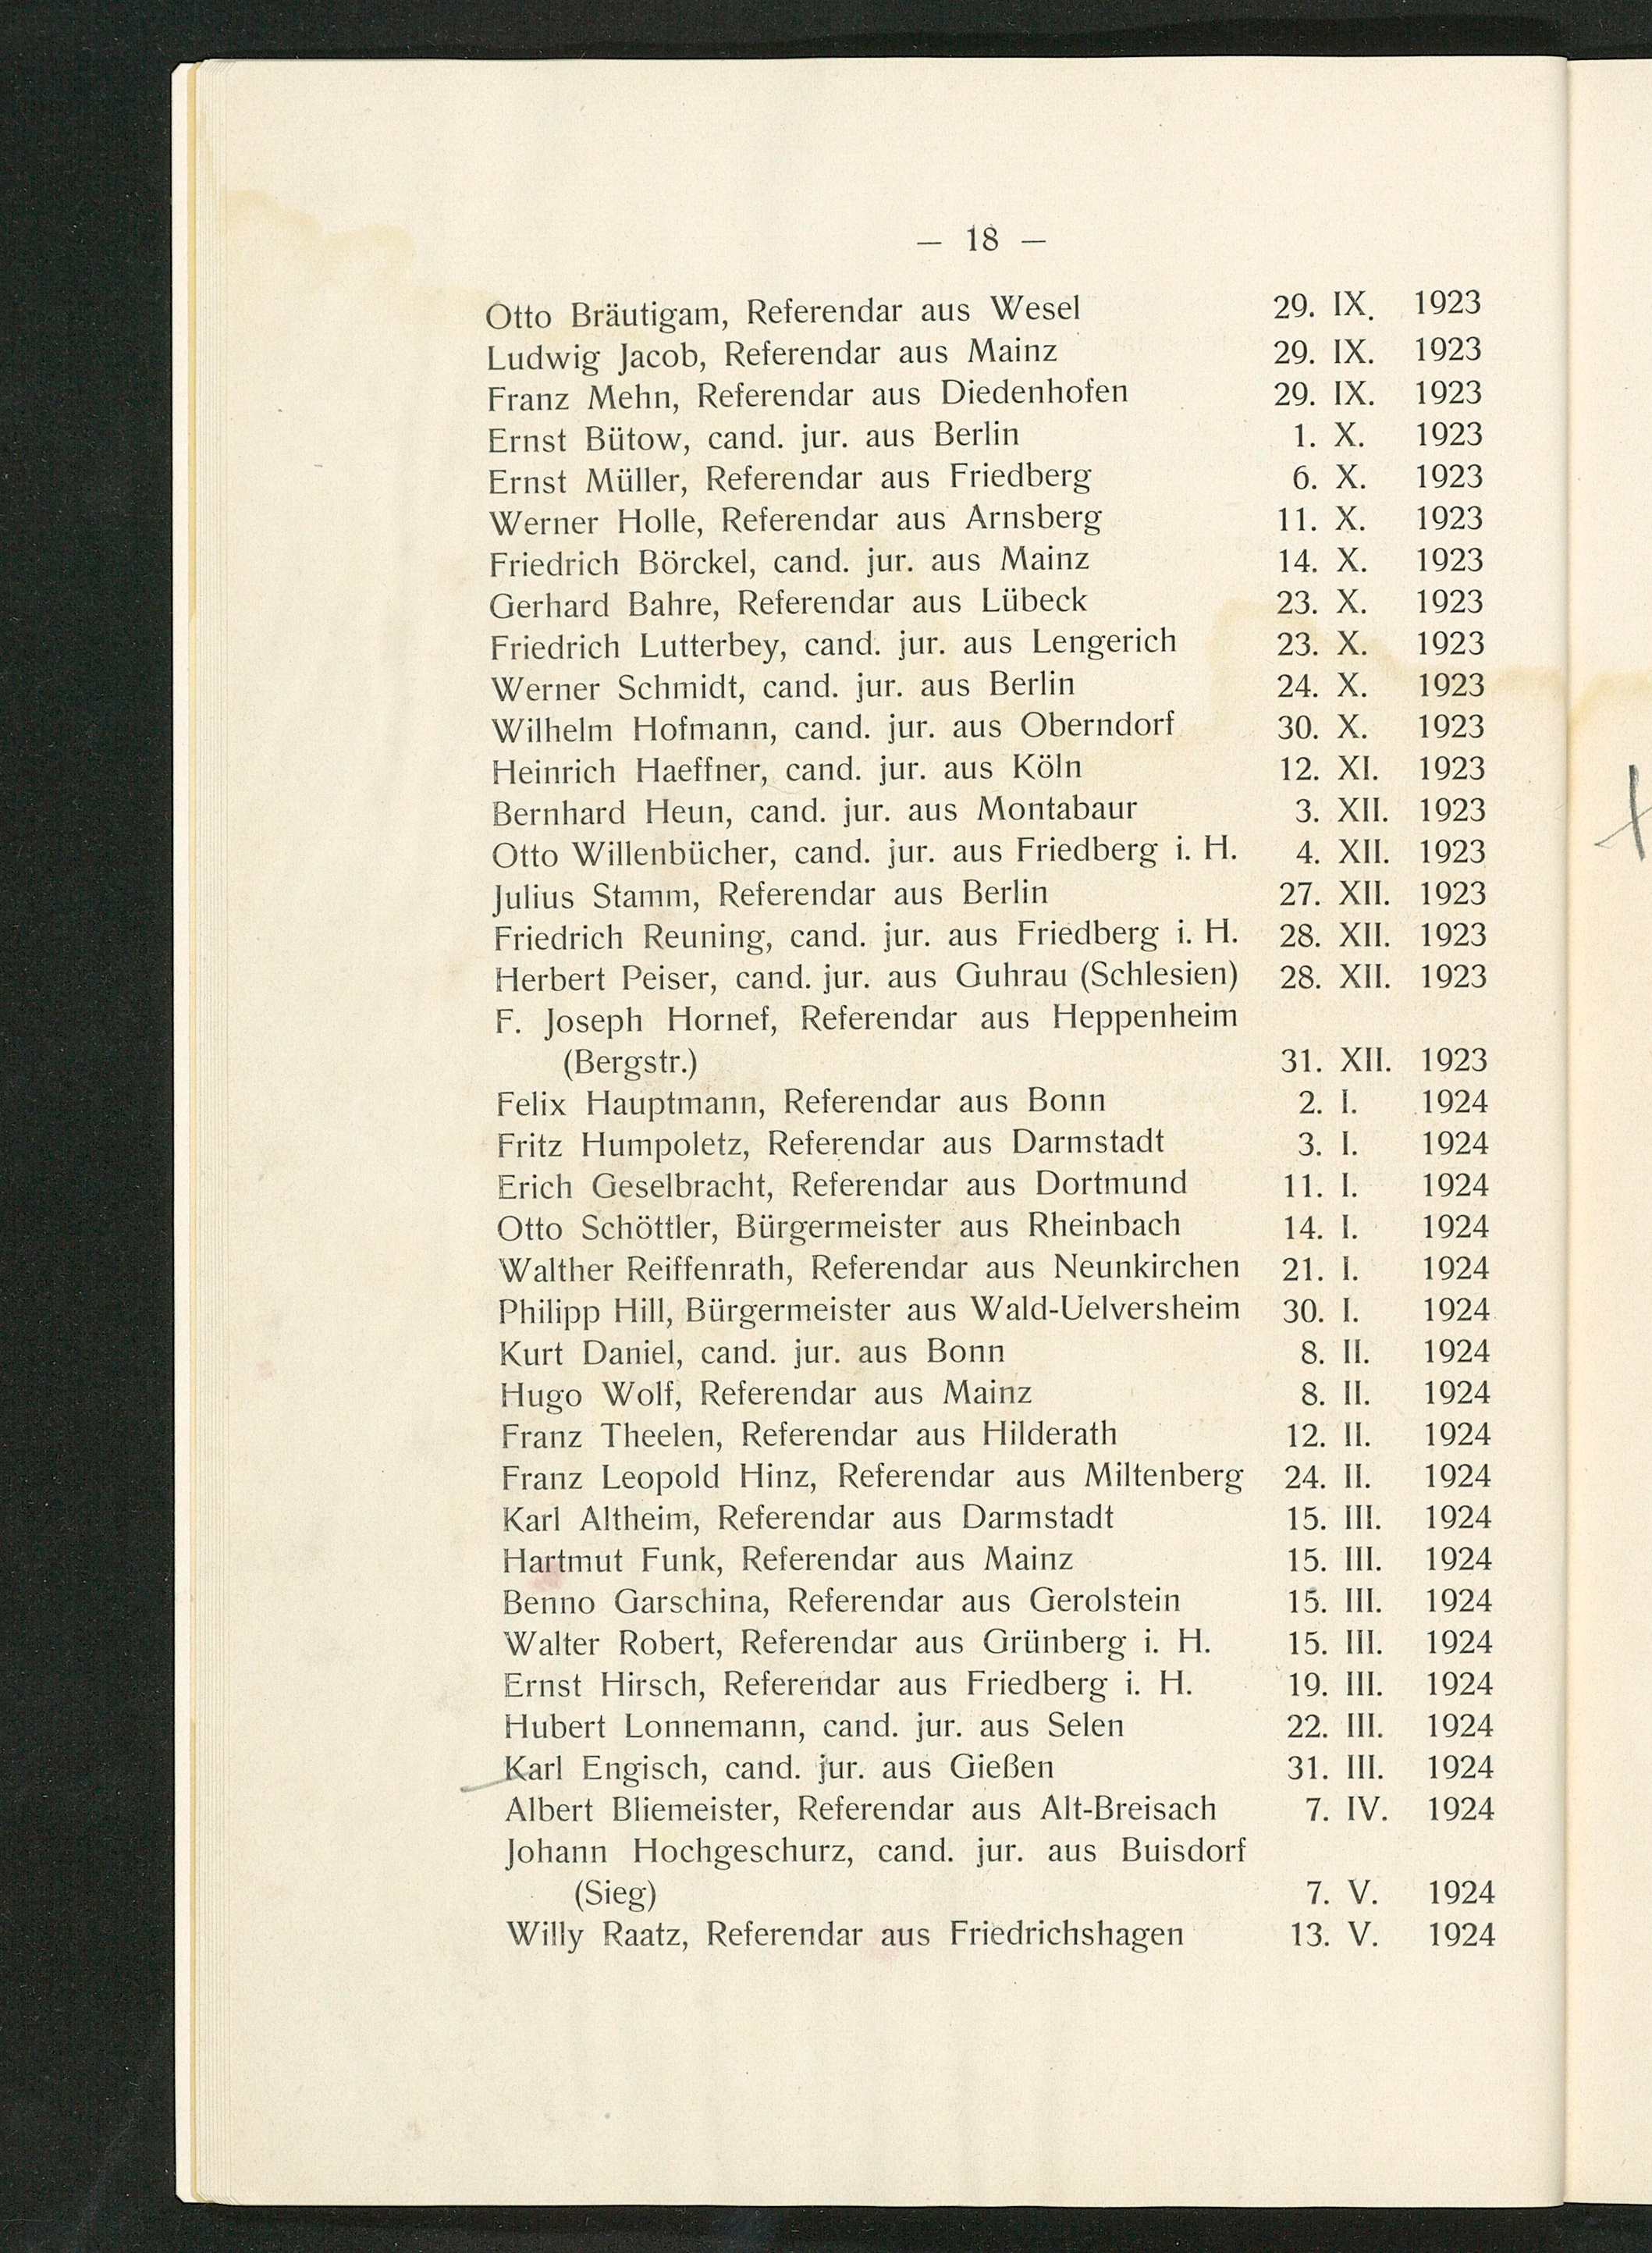 — 18 —
Otto Bräutigam, Referendar aus Wesel 29. IX. 1923
Ludwig Jacob, Referendar aus Mainz 29. IX. 1923
Franz Mehn, Referendar aus Diedenhofen 29. IX. 1923
Ernst Bütow, cand. jur. aus Berlin 1. X. 1923
Ernst Müller, Referendar aus Friedberg 6. X. 1923
Werner Holle, Referendar aus Arnsberg 11. X. 1923
Friedrich Börckel, cand. jur. aus Mainz 14. X. 1923
Gerhard Bahre, Referendar aus Lübeck 23. X. 1923
Friedrich Lutterbey, cand. jur. aus Lengerich 23. X. 1923
Werner Schmidt, cand. jur. aus Berlin 24. X. 1923
Wilhelm Hofmann, cand. jur. aus Oberndorf 30. X. 1923
Heinrich Haeffner, cand. jur. aus Köln 12. XI. 1923
Bernhard Heun, cand. jur. aus Montabaur 3. XII. 1923
Otto Willenbücher, cand. jur. aus Friedberg i. H. 4. XII. 1923
Julius Stamm, Referendar aus Berlin 27. XII. 1923
Friedrich Reuning, cand. jur. aus Friedberg i. H. 28. XII. 1923
Herbert Peiser, cand. jur. aus Guhrau (Schlesien) 28. XII. 1923
F. Joseph Hornef, Referendar aus Heppenheim
(Bergstr.) 31. XII. 1923
Felix Hauptmann, Referendar aus Bonn 2. I. 1924
Fritz Humpoletz, Referendar aus Darmstadt 3. I. 1924
Erich Geselbracht, Referendar aus Dortmund 11. I. 1924
Otto Schöttler, Bürgermeister aus Rheinbach 14. I. 1924
Walther Reiffenrath, Referendar aus Neunkirchen 21. I. 1924
Philipp Hill, Bürgermeister aus Wald-Uelversheim 30. I. 1924
Kurt Daniel, cand. jur. aus Bonn 8. II. 1924
Hugo Wolf, Referendar aus Mainz 8. II. 1924
Franz Theelen, Referendar aus Hilderath 12. II. 1924
Franz Leopold Hinz, Referendar aus Miltenberg 24. II. 1924
Karl Altheim, Referendar aus Darmstadt 15. III. 1924
Hartmut Funk, Referendar aus Mainz 15. III. 1924
Benno Garschina, Referendar aus Gerolstein 15. III. 1924
Walter Robert, Referendar aus Grünberg i. H. 15. III. 1924
Ernst Hirsch, Referendar aus Friedberg i. H. 19. III. 1924
Hubert Lonnemann, cand. jur. aus Selen 22. III. 1924
Karl Engisch, cand. jur. aus Gießen 31. III. 1924
Albert Bliemeister, Referendar aus Alt-Breisach 7. IV. 1924
Johann Hochgeschurz, cand. jur. aus Buisdorf
(Sieg) 7. V. 1924
Willy Raatz, Referendar aus Friedrichshagen 13. V. 1924